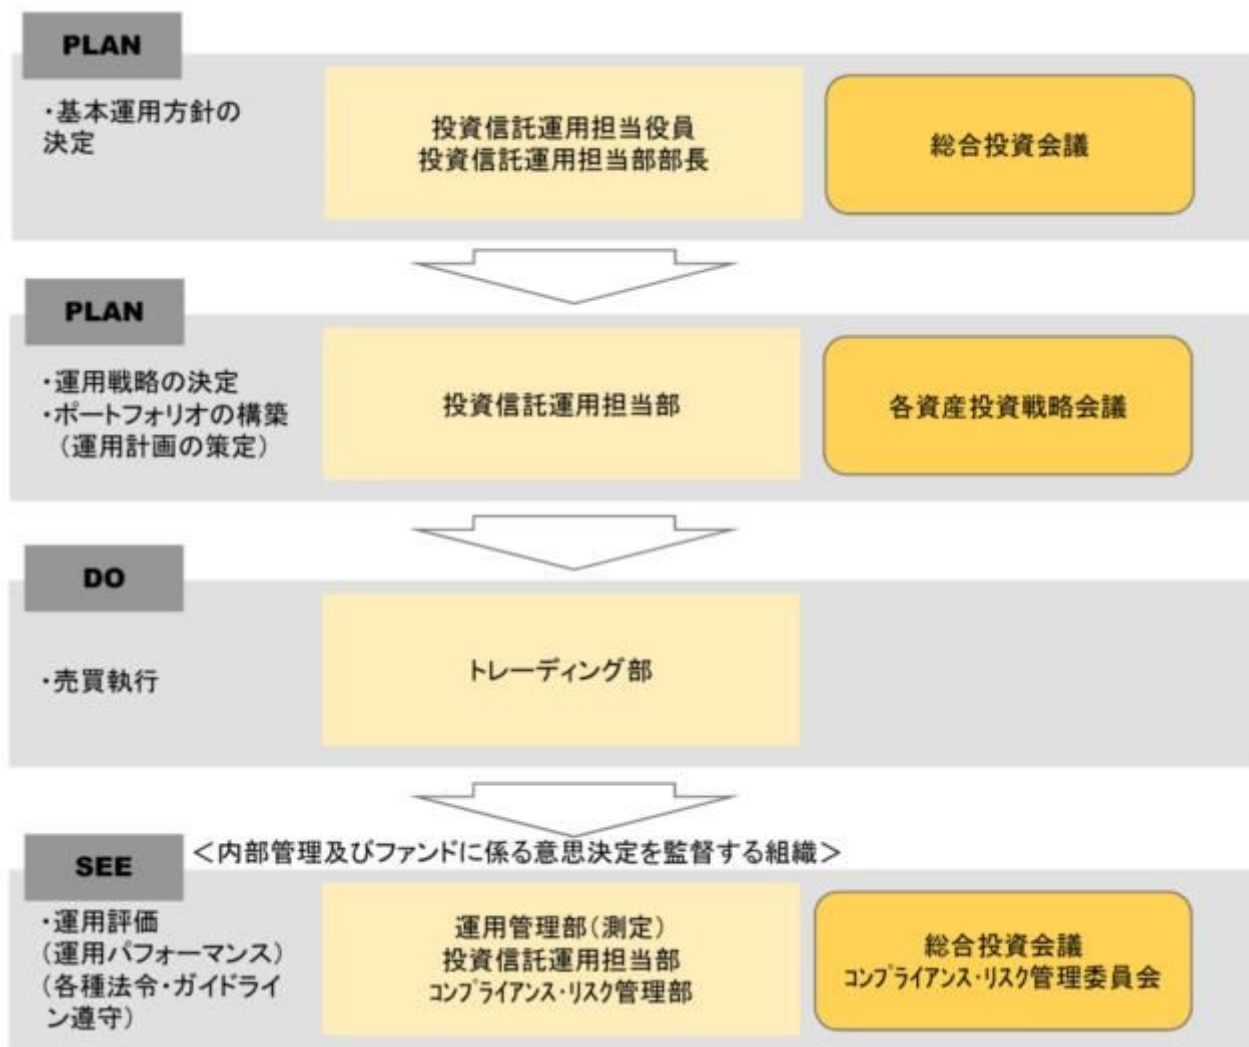 PLAN
・基本運用方針の
決定
投資信託運用担当役員
投資信託運用担当部部長
総合投資会議
PLAN
・運用戦略の決定
・ポートフォリオの構築
（運用計画の策定）
投資信託運用担当部
各資産投資戦略会議
DO
・売買執行
トレーディング部
SEE
＜内部管理及びファンドに係る意思決定を監督する組織＞
・運用評価
（運用パフォーマンス）
（各種法令・ガイドライ
ン遵守）
運用管理部（測定）
投資信託運用担当部
ｺﾝﾌﾟﾗｲｱﾝｽ・ﾘｽｸ管理部
総合投資会議
ｺﾝﾌﾟﾗｲｱﾝｽ・ﾘｽｸ管理委員会